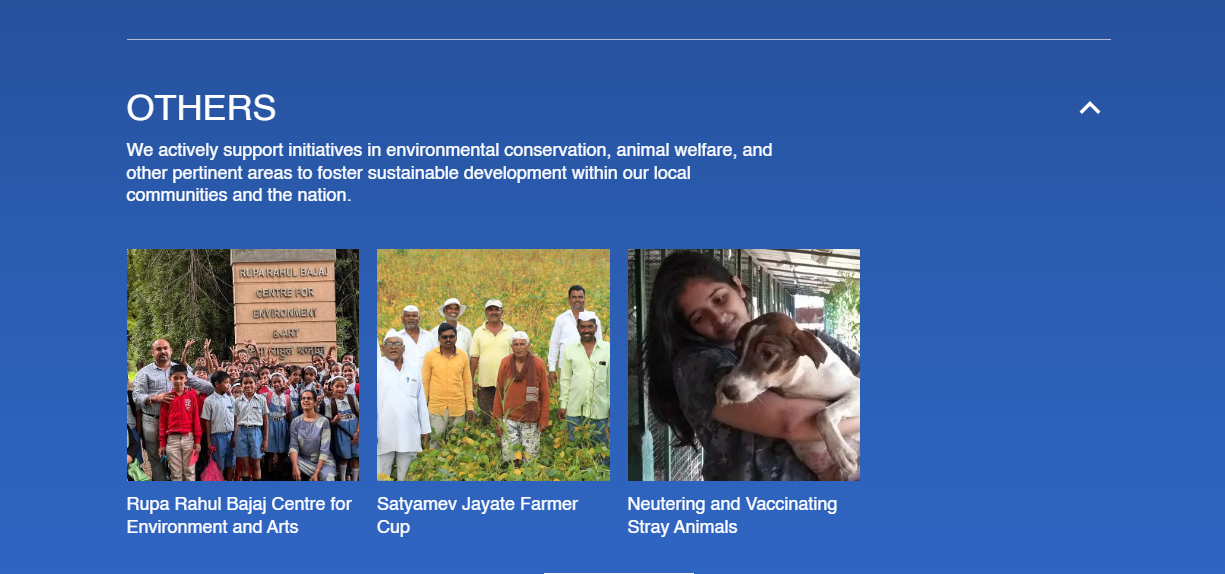 OTHERS
We actively support initiatives in environmental conservation, animal welfare, and
other pertinent areas to foster sustainable development within our local
communities and the nation.
RUPA RAHUL BAJAJ
CENTRE FOR
ENVIRONMENT
& ART
राहुल बजाज
Rupa Rahul Bajaj Centre for
Environment and Arts
Satyamev Jayate Farmer
Cup
Neutering and Vaccinating
Stray Animals